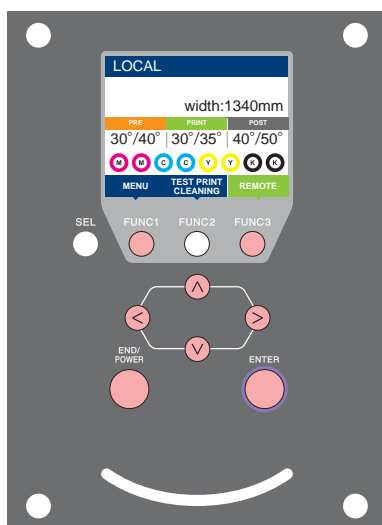 LOCAL
width:1340mm
PRE PRINT POST
30°/40° 30°/35° 40°/50°
M M C C Y Y K K
MENU TEST PRINT CLEANING REMOTE
SEL FUNC1 FUNC2 FUNC3
END/
POWER
ENTER